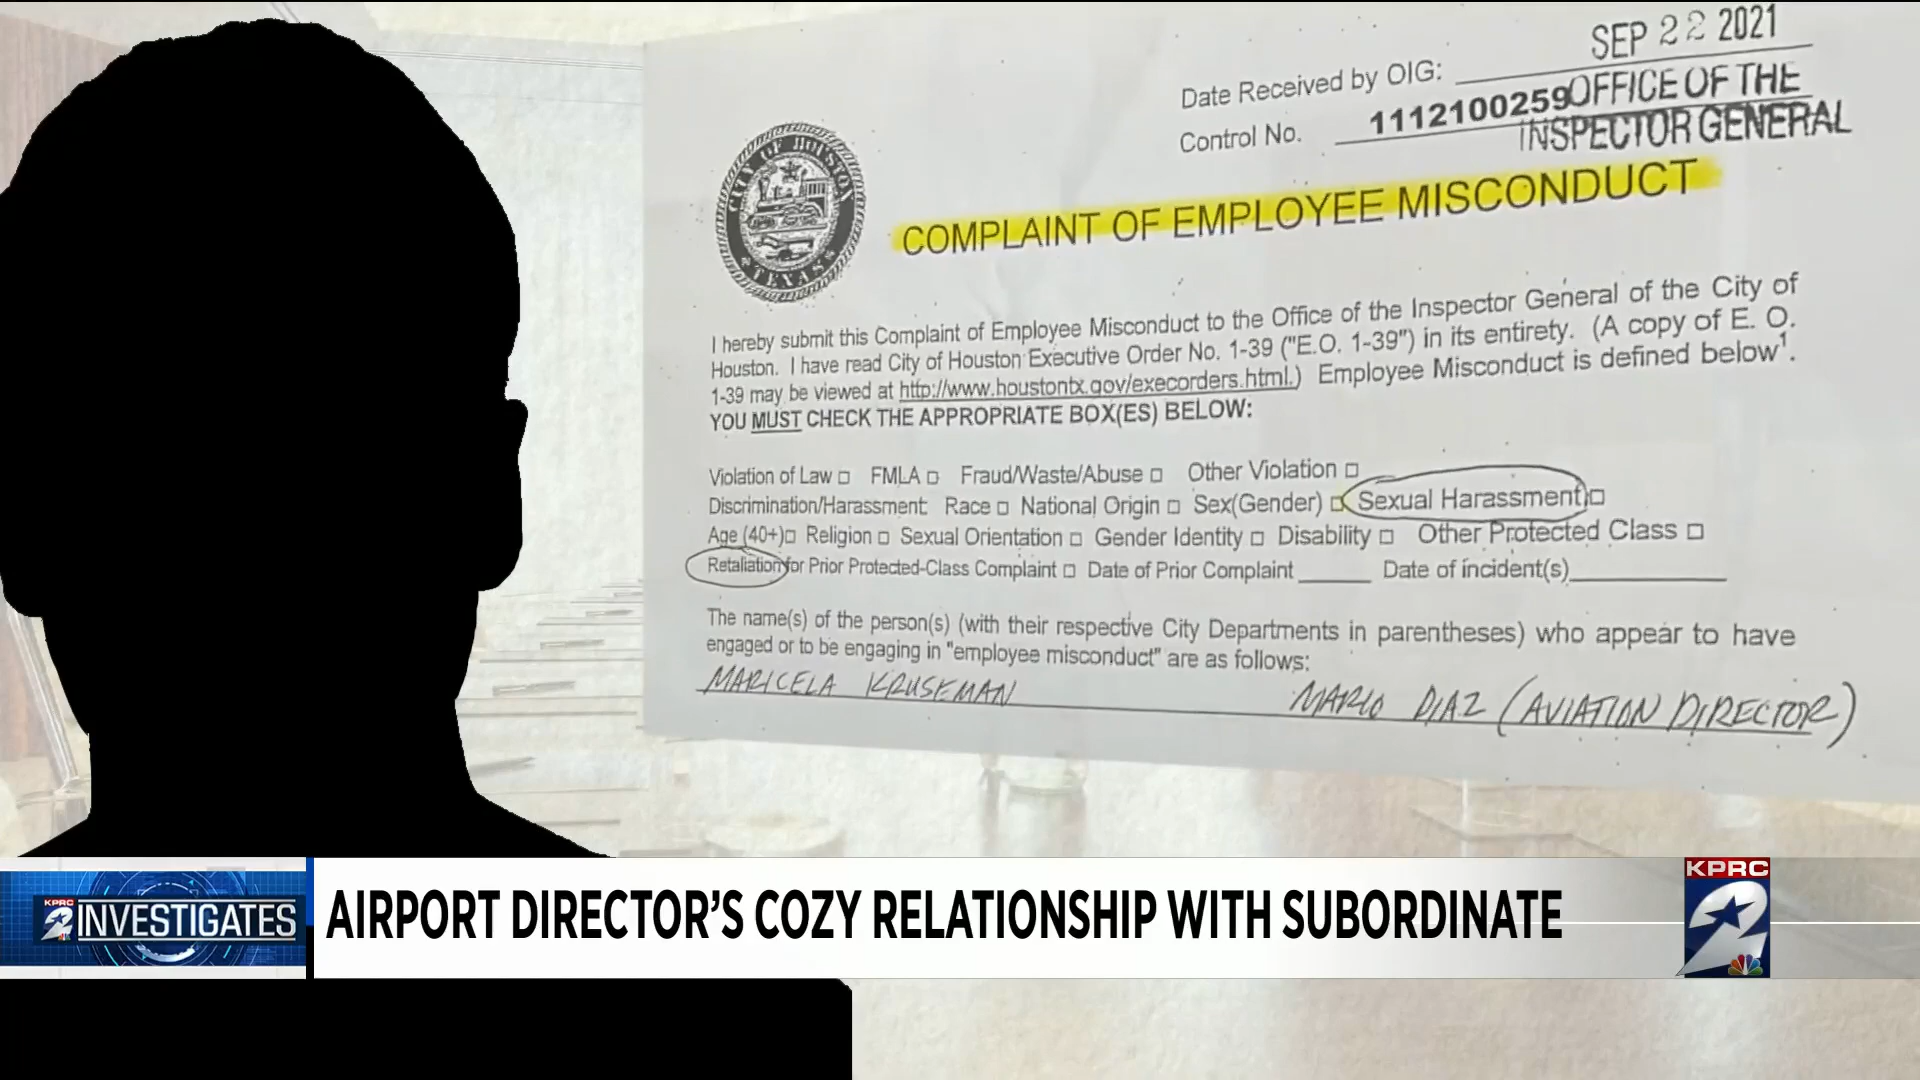 SEP 22 2021
Date Received by OIG:
OFFICE OF THE
Control No. 1112100259
INSPECTOR GENERAL
CITY OF HOUSTON
TEXAS
COMPLAINT OF EMPLOYEE MISCONDUCT
I hereby submit this Complaint of Employee Misconduct to the Office of the Inspector General of the City of
Houston. I have read City of Houston Executive Order No. 1-39 ("E.O. 1-39") in its entirety. (A copy of E. O.
1-39 may be viewed at http://www.houstontx.gov/execorders.html.) Employee Misconduct is defined below¹.
YOU MUST CHECK THE APPROPRIATE BOX(ES) BELOW:
Violation of Law □ FMLA □ Fraud/Waste/Abuse □ Other Violation □
Discrimination/Harassment: Race □ National Origin □ Sex(Gender) □ Sexual Harassment □
Age (40+)□ Religion □ Sexual Orientation □ Gender Identity □ Disability □ Other Protected Class □
Retaliation for Prior Protected-Class Complaint □ Date of Prior Complaint ______ Date of incident(s)____________
The name(s) of the person(s) (with their respective City Departments in parentheses) who appear to have
engaged or to be engaging in "employee misconduct" are as follows:
MARICELA KRUSEMAN MARIO DIAZ (AVIATION DIRECTOR)
KPRC 2 INVESTIGATES
AIRPORT DIRECTOR'S COZY RELATIONSHIP WITH SUBORDINATE
KPRC
2